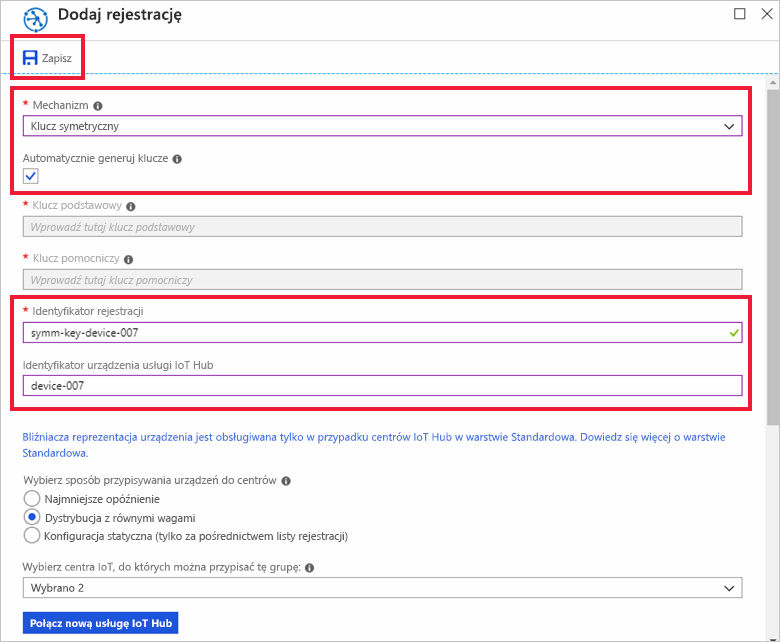 Dodaj rejestrację
Zapisz
* Mechanizm
Klucz symetryczny
Automatycznie generuj klucze
* Klucz podstawowy
Wprowadź tutaj klucz podstawowy
* Klucz pomocniczy
Wprowadź tutaj klucz pomocniczy
* Identyfikator rejestracji
symm-key-device-007
Identyfikator urządzenia usługi IoT Hub
device-007
Bliźniacza reprezentacja urządzenia jest obsługiwana tylko w przypadku centrów IoT Hub w warstwie Standardowa. Dowiedz się więcej o warstwie
Standardowa.
Wybierz sposób przypisywania urządzeń do centrów
Najmniejsze opóźnienie
Dystrybucja z równymi wagami
Konfiguracja statyczna (tylko za pośrednictwem listy rejestracji)
Wybierz centra IoT, do których można przypisać tę grupę:
Wybrano 2
Połącz nową usługę IoT Hub